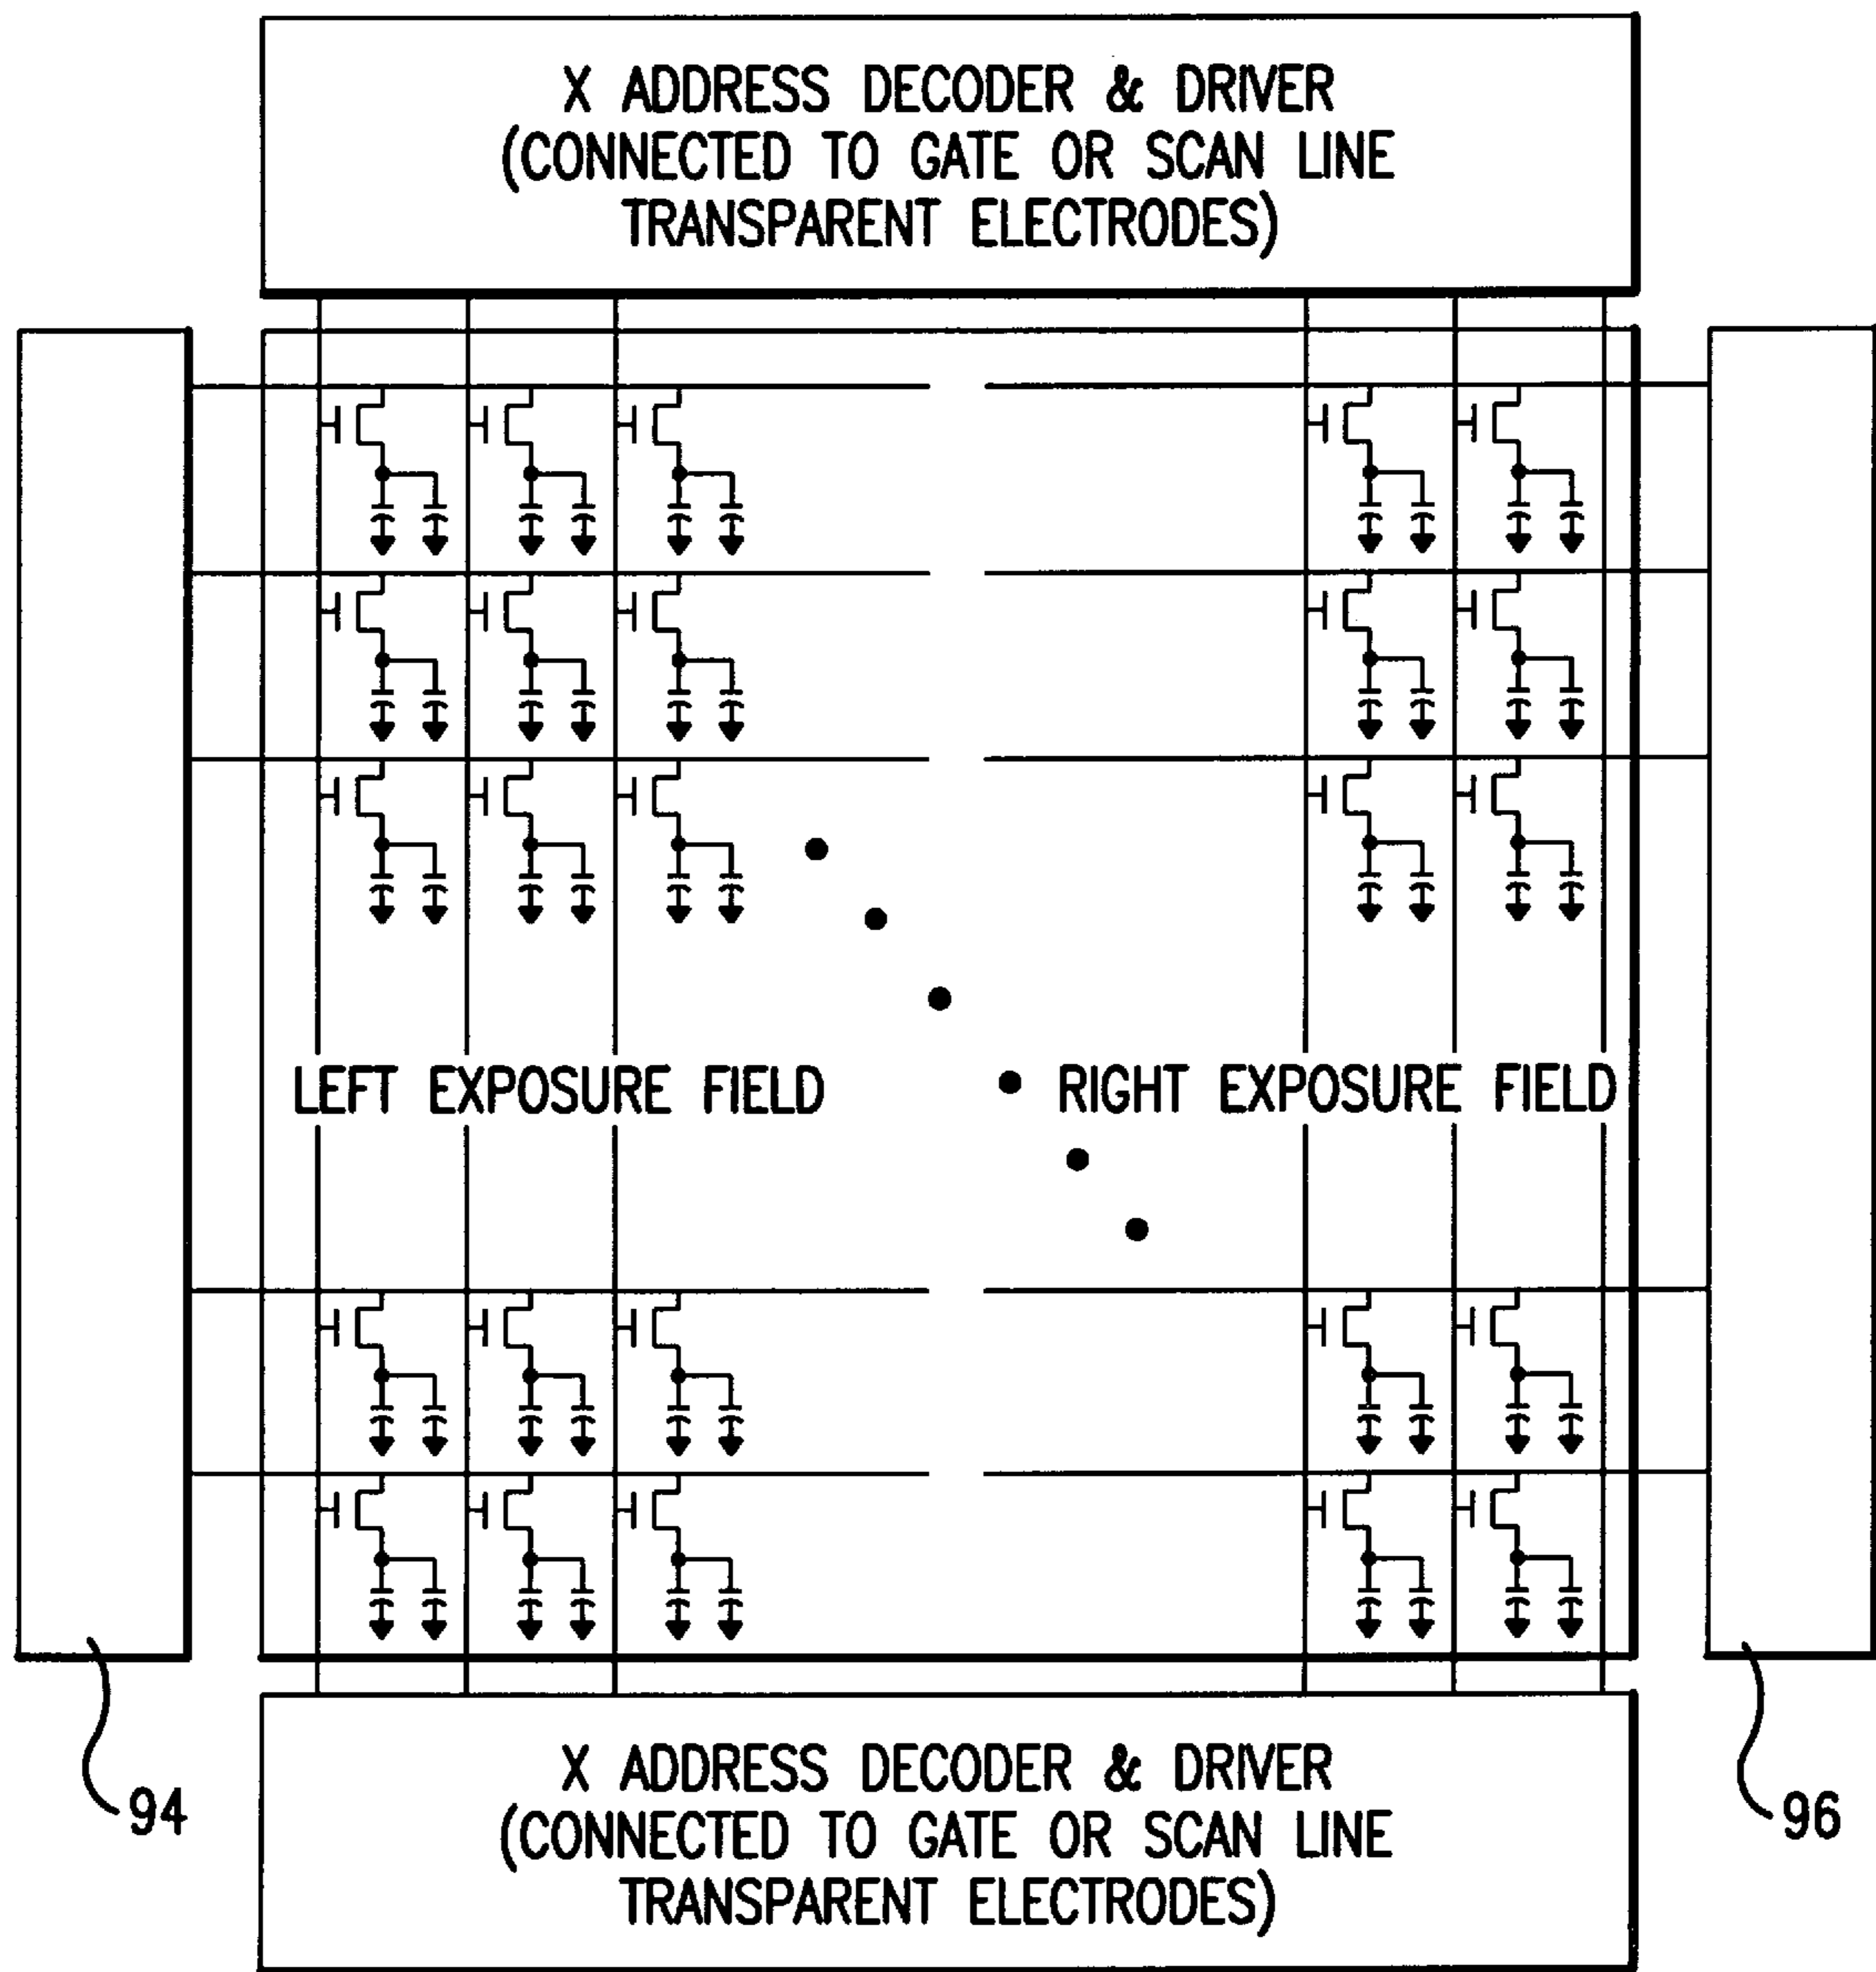 X ADDRESS DECODER & DRIVER
(CONNECTED TO GATE OR SCAN LINE
TRANSPARENT ELECTRODES)
LEFT EXPOSURE FIELD
RIGHT EXPOSURE FIELD
94
96
X ADDRESS DECODER & DRIVER
(CONNECTED TO GATE OR SCAN LINE
TRANSPARENT ELECTRODES)